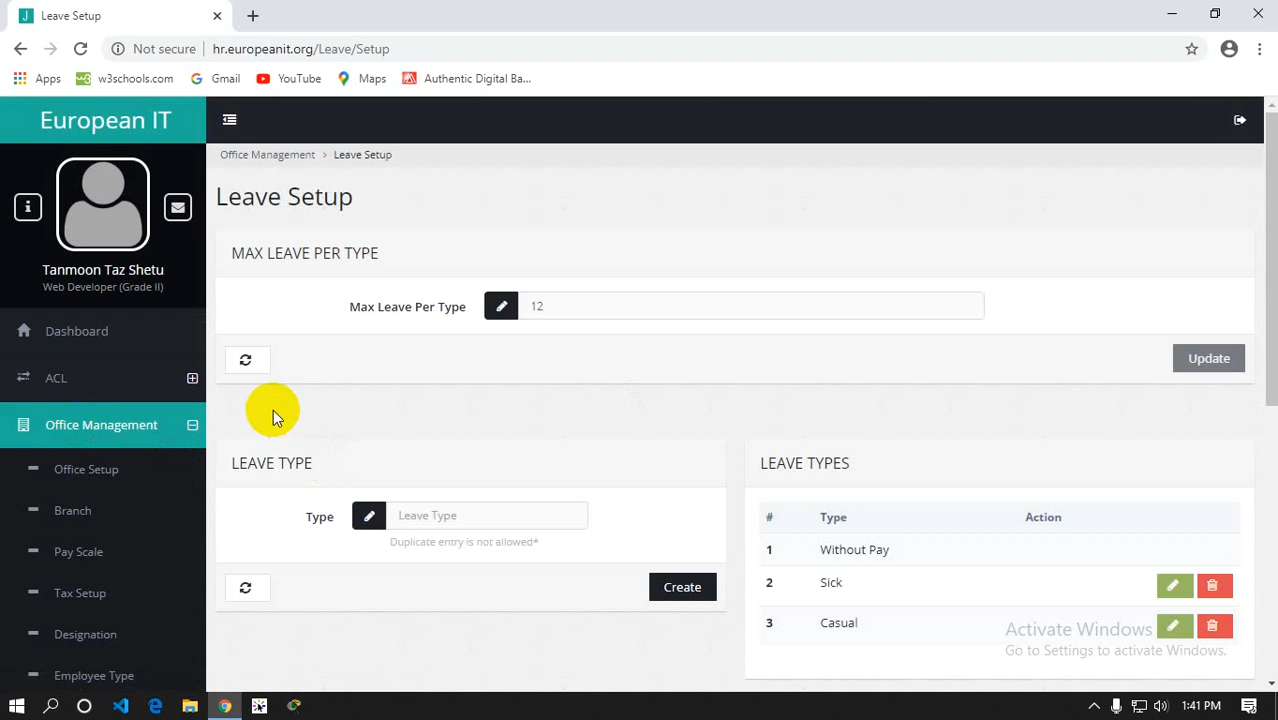 Leave Setup
Not secure hr.europeanit.org/Leave/Setup
Apps w3schools.com Gmail YouTube Maps Authentic Digital Ba...
European IT
Tanmoon Taz Shetu
Web Developer (Grade II)
Dashboard
ACL
Office Management
Office Setup
Branch
Pay Scale
Tax Setup
Designation
Employee Type
Office Management > Leave Setup
Leave Setup
MAX LEAVE PER TYPE
Max Leave Per Type 12
Update
LEAVE TYPE
Type Leave Type
Duplicate entry is not allowed*
Create
LEAVE TYPES
# Type Action
1 Without Pay
2 Sick
3 Casual
Activate Windows
Go to Settings to activate Windows.
1:41 PM